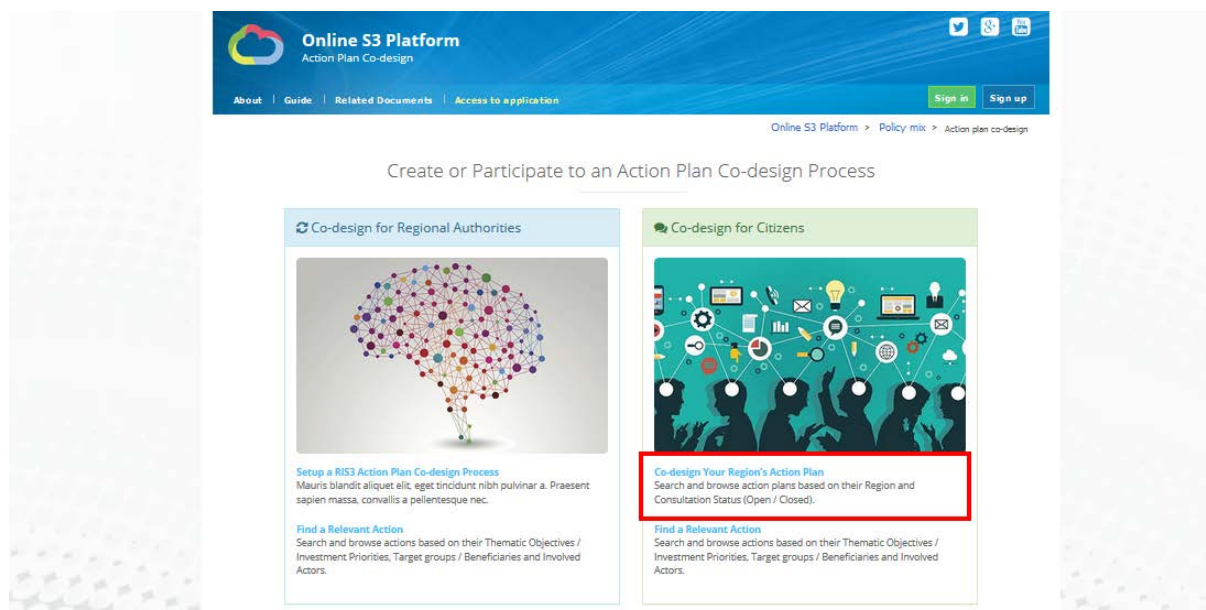 Online S3 Platform
Action Plan Co-design
About | Guide | Related Documents | Access to application
Sign in Sign up
Online S3 Platform > Policy mix > Action plan co-design
Create or Participate to an Action Plan Co-design Process
Co-design for Regional Authorities
Setup a RIS3 Action Plan Co-design Process
Mauris blandit aliquet elit, eget tincidunt nibh pulvinar a. Praesent
sapien massa, convallis a pellentesque nec.
Find a Relevant Action
Search and browse actions based on their Thematic Objectives /
Investment Priorities, Target groups / Beneficiaries and Involved
Actors.
Co-design for Citizens
Co-design Your Region's Action Plan
Search and browse action plans based on their Region and
Consultation Status (Open / Closed).
Find a Relevant Action
Search and browse actions based on their Thematic Objectives /
Investment Priorities, Target groups / Beneficiaries and Involved
Actors.